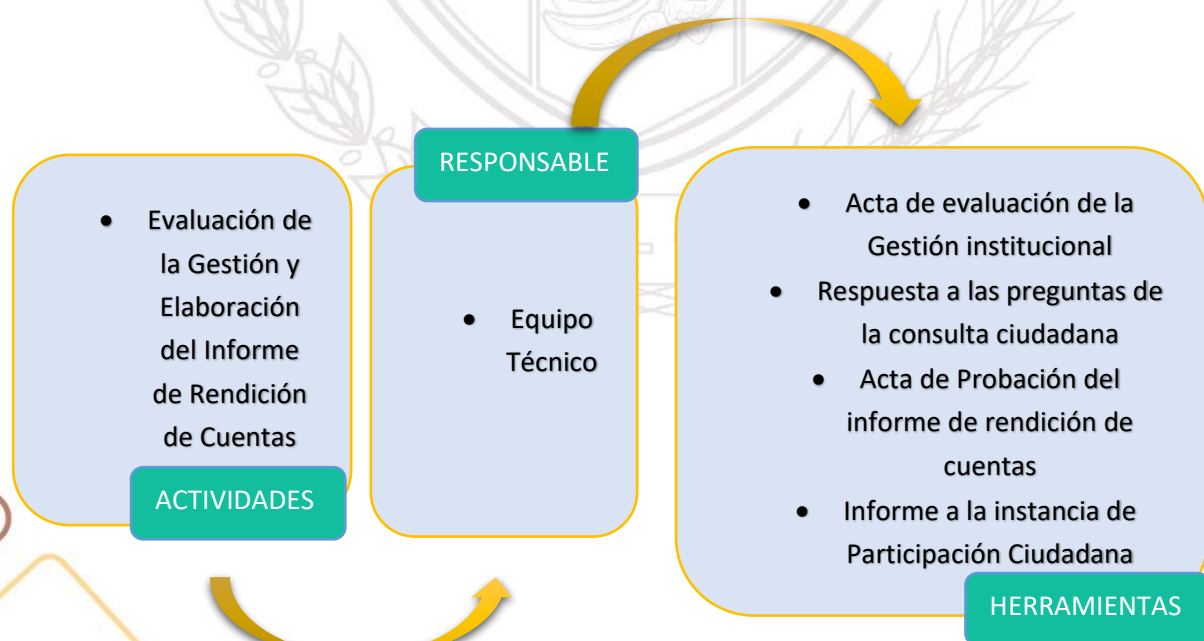 • Evaluación de
la Gestión y
Elaboración
del Informe
de Rendición
de Cuentas
ACTIVIDADES
RESPONSABLE
• Equipo
Técnico
• Acta de evaluación de la
Gestión institucional
• Respuesta a las preguntas de
la consulta ciudadana
• Acta de Probación del
informe de rendición de
cuentas
• Informe a la instancia de
Participación Ciudadana
HERRAMIENTAS